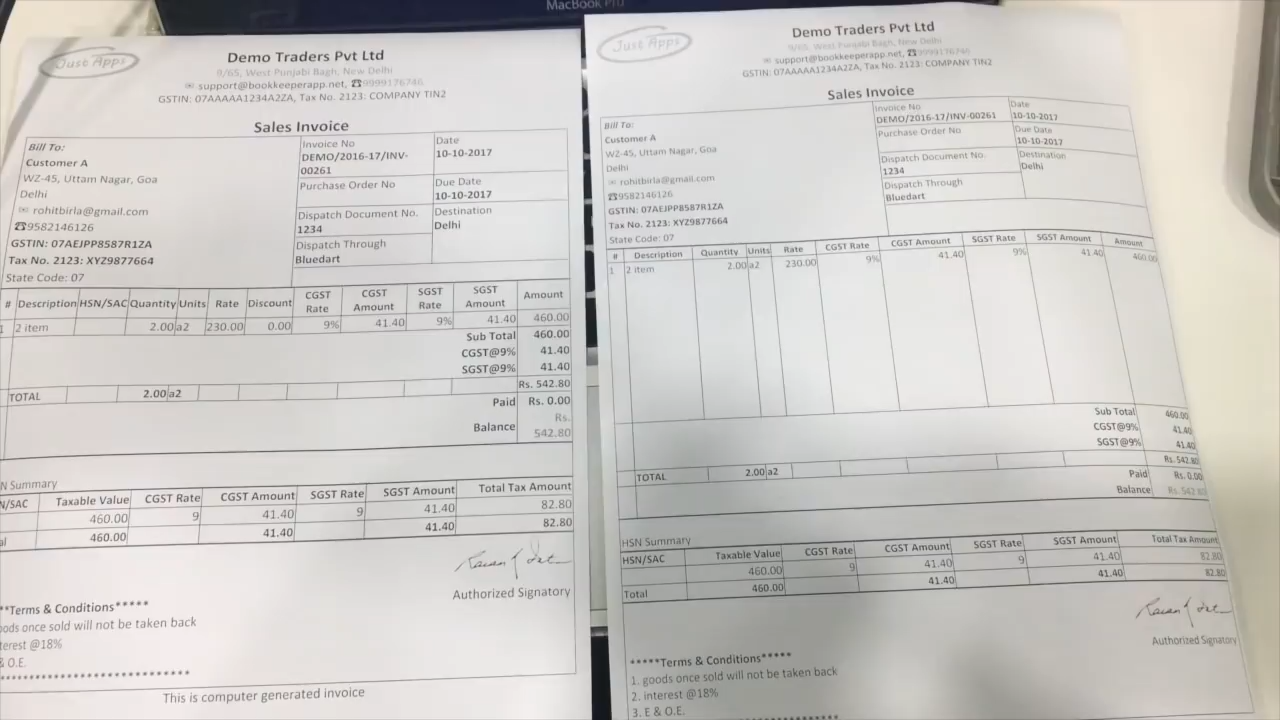 MacBook Pro
Just Apps
Demo Traders Pvt Ltd
9/65, West Punjabi Bagh, New Delhi
support@bookkeeperapp.net, ☎9999176746
GSTIN: 07AAAAA1234A2ZA, Tax No. 2123: COMPANY TIN2
Sales Invoice
Bill To:
Customer A
WZ-45, Uttam Nagar, Goa
Delhi
✉ rohitbirla@gmail.com
☎9582146126
GSTIN: 07AEJPP8587R1ZA
Tax No. 2123: XYZ9877664
State Code: 07
Invoice No
DEMO/2016-17/INV-
00261
Purchase Order No
Dispatch Document No.
1234
Dispatch Through
Bluedart
Date
10-10-2017
Due Date
10-10-2017
Destination
Delhi
# Description HSN/SAC Quantity Units Rate Discount CGST Rate CGST Amount SGST Rate SGST Amount Amount
1 2 item 2.00 a2 230.00 0.00 9% 41.40 9% 41.40 460.00
Sub Total 460.00
CGST@9% 41.40
SGST@9% 41.40
Rs. 542.80
TOTAL 2.00 a2
Paid Rs. 0.00
Balance Rs. 542.80
N Summary
N/SAC Taxable Value CGST Rate CGST Amount SGST Rate SGST Amount Total Tax Amount
460.00 9 41.40 9 41.40 82.80
al 460.00 41.40 41.40 82.80
Authorized Signatory
**Terms & Conditions*****
oods once sold will not be taken back
terest @18%
& O.E.
*****************************
This is computer generated invoice
Just Apps
Demo Traders Pvt Ltd
9/65, West Punjabi Bagh, New Delhi
✉ support@bookkeeperapp.net, ☎9999176746
GSTIN: 07AAAAA1234A2ZA, Tax No. 2123: COMPANY TIN2
Sales Invoice
Bill To:
Customer A
WZ-45, Uttam Nagar, Goa
Delhi
✉ rohitbirla@gmail.com
☎9582146126
GSTIN: 07AEJPP8587R1ZA
Tax No. 2123: XYZ9877664
State Code: 07
Invoice No
DEMO/2016-17/INV-00261
Purchase Order No
Dispatch Document No.
1234
Dispatch Through
Bluedart
Date
10-10-2017
Due Date
10-10-2017
Destination
Delhi
# Description Quantity Units Rate CGST Rate CGST Amount SGST Rate SGST Amount Amount
1 2 item 2.00 a2 230.00 9% 41.40 9% 41.40 460.00
Sub Total 460.00
CGST@9% 41.40
SGST@9% 41.40
Rs. 542.80
TOTAL 2.00 a2
Paid Rs. 0.00
Balance Rs. 542.80
HSN Summary
HSN/SAC Taxable Value CGST Rate CGST Amount SGST Rate SGST Amount Total Tax Amount
460.00 9 41.40 9 41.40 82.80
Total 460.00 41.40 41.40 82.80
Authorized Signatory
*****Terms & Conditions*****
1. goods once sold will not be taken back
2. interest @18%
3. E & O.E.